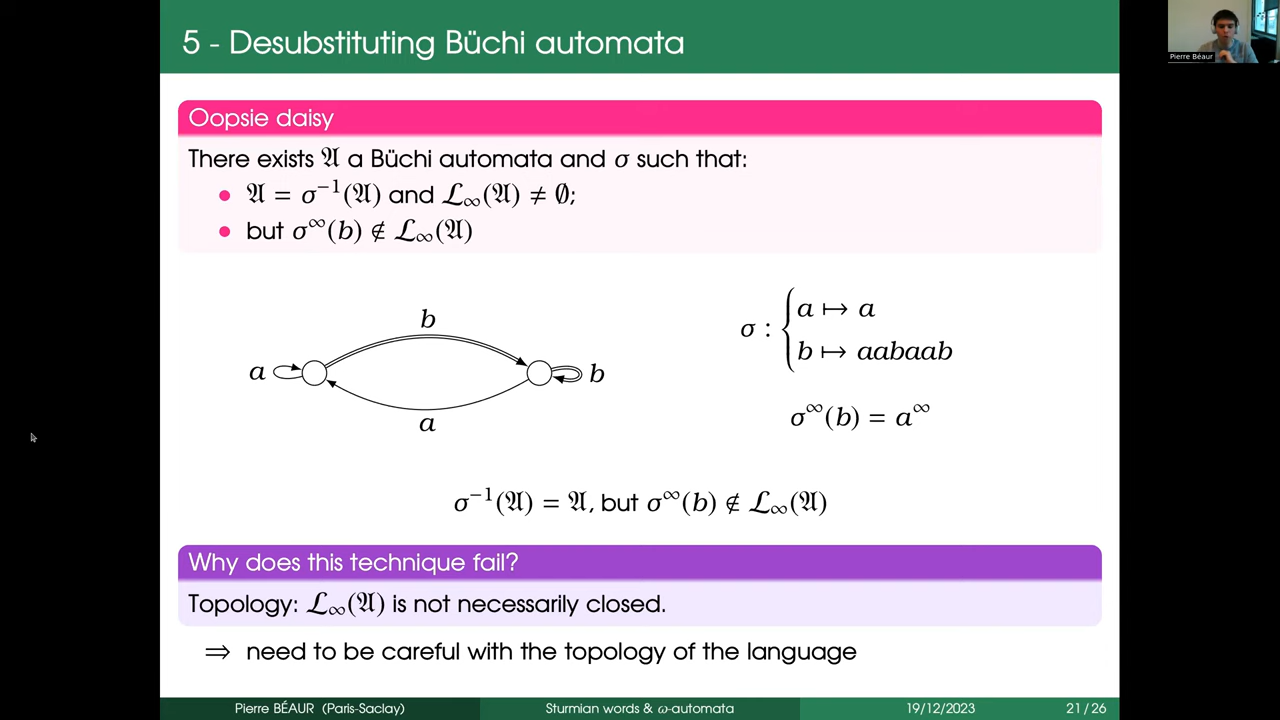 5 - Desubstituting Büchi automata
Pierre Béaur
Oopsie daisy
There exists 𝔄 a Büchi automata and σ such that:
• 𝔄 = σ⁻¹(𝔄) and ℒ∞(𝔄) ≠ ∅;
• but σ^∞(b) ∉ ℒ∞(𝔄)
b
a
b
a
σ : { a ↦ a
b ↦ aabaab
σ^∞(b) = a^∞
σ⁻¹(𝔄) = 𝔄, but σ^∞(b) ∉ ℒ∞(𝔄)
Why does this technique fail?
Topology: ℒ∞(𝔄) is not necessarily closed.
⇒ need to be careful with the topology of the language
Pierre BÉAUR (Paris-Saclay) Sturmian words & ω-automata 19/12/2023 21 / 26